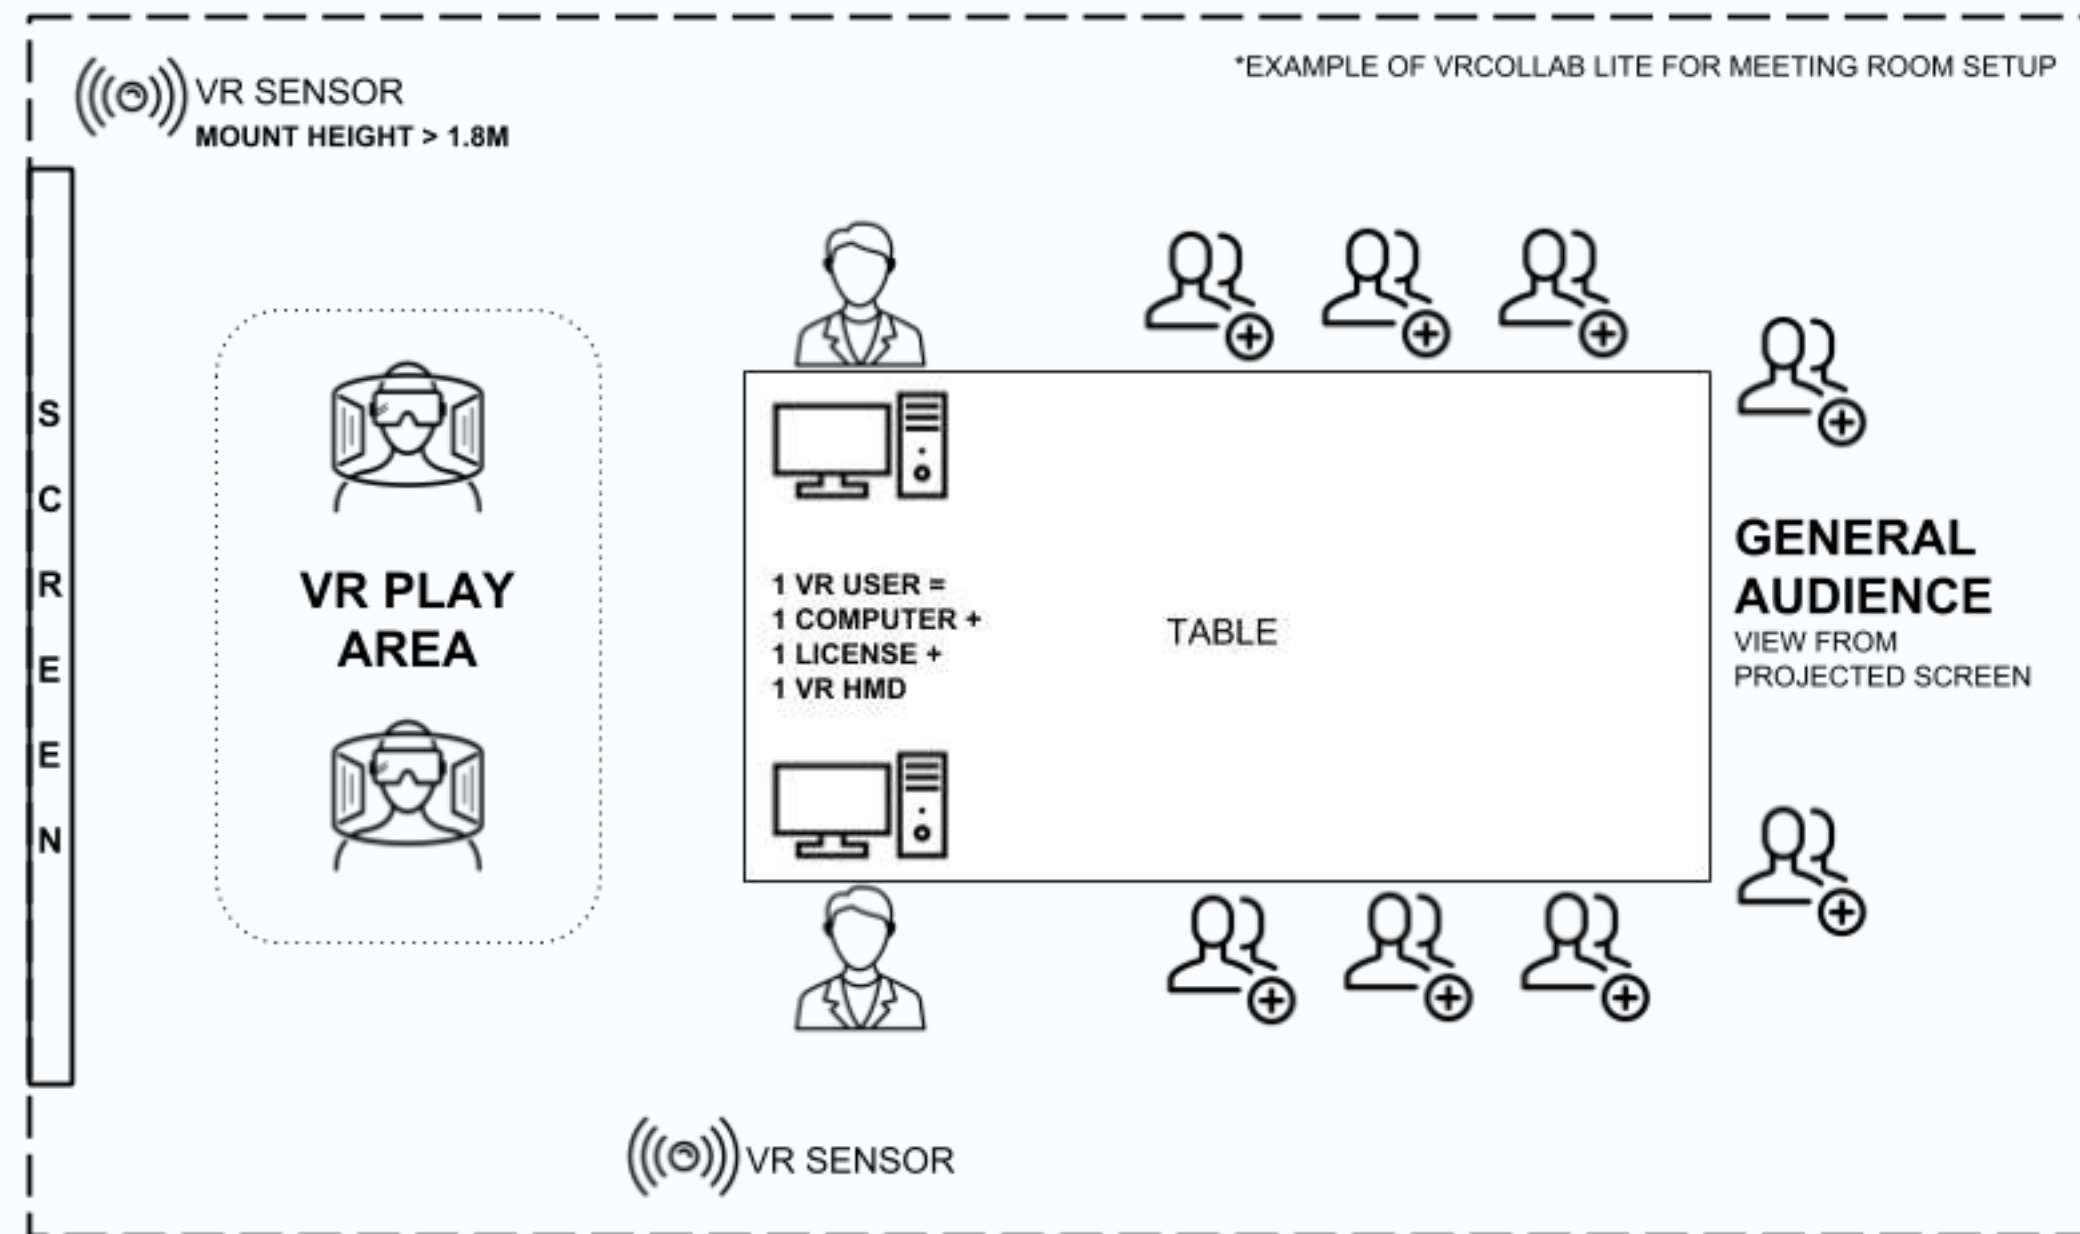 *EXAMPLE OF VRCOLLAB LITE FOR MEETING ROOM SETUP
VR SENSOR
MOUNT HEIGHT > 1.8M
SCREEN
VR PLAY
AREA
1 VR USER =
1 COMPUTER +
1 LICENSE +
1 VR HMD
TABLE
GENERAL
AUDIENCE
VIEW FROM
PROJECTED SCREEN
VR SENSOR